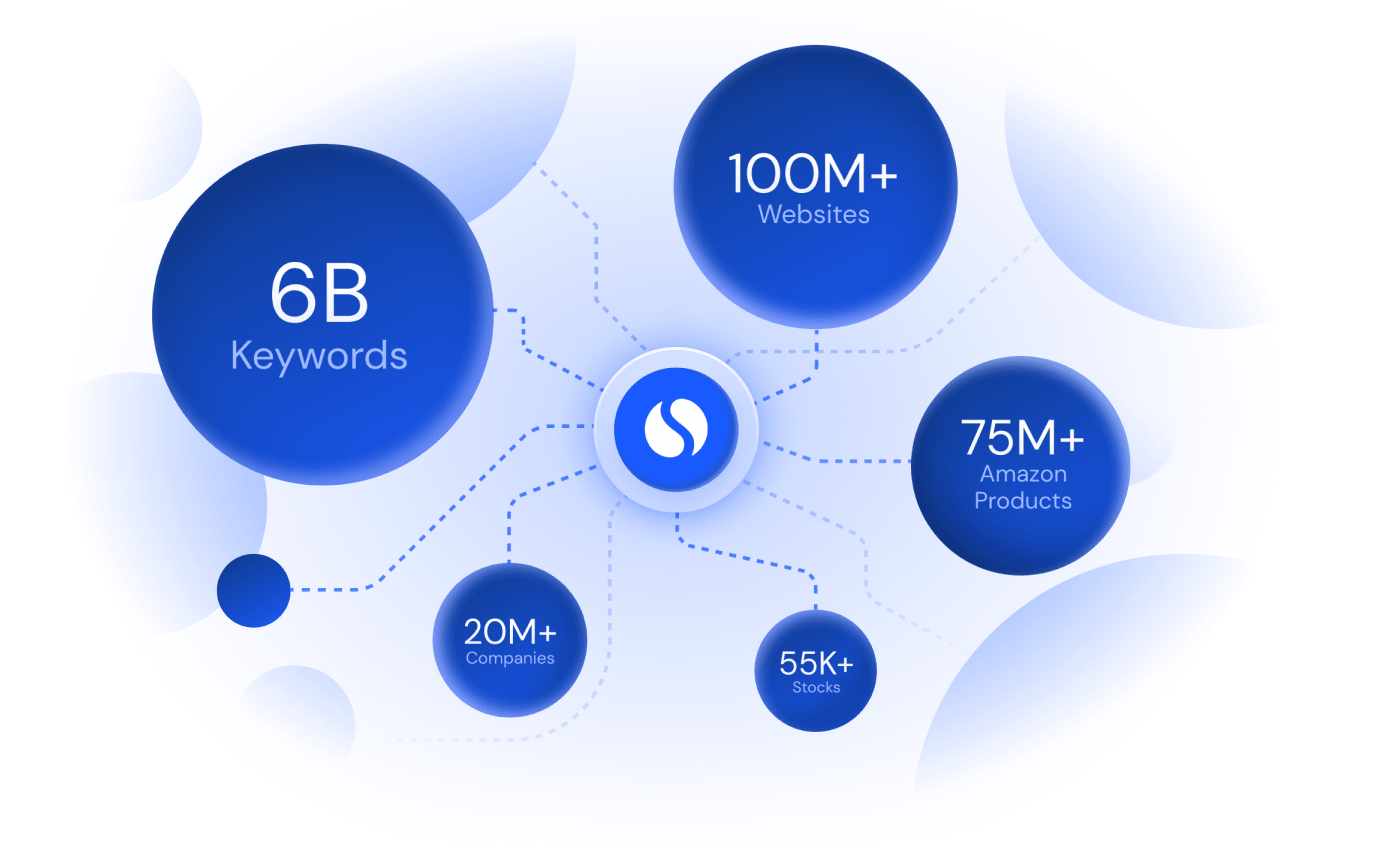 100M+
Websites
6B
Keywords
75M+
Amazon
Products
20M+
Companies
55K+
Stocks